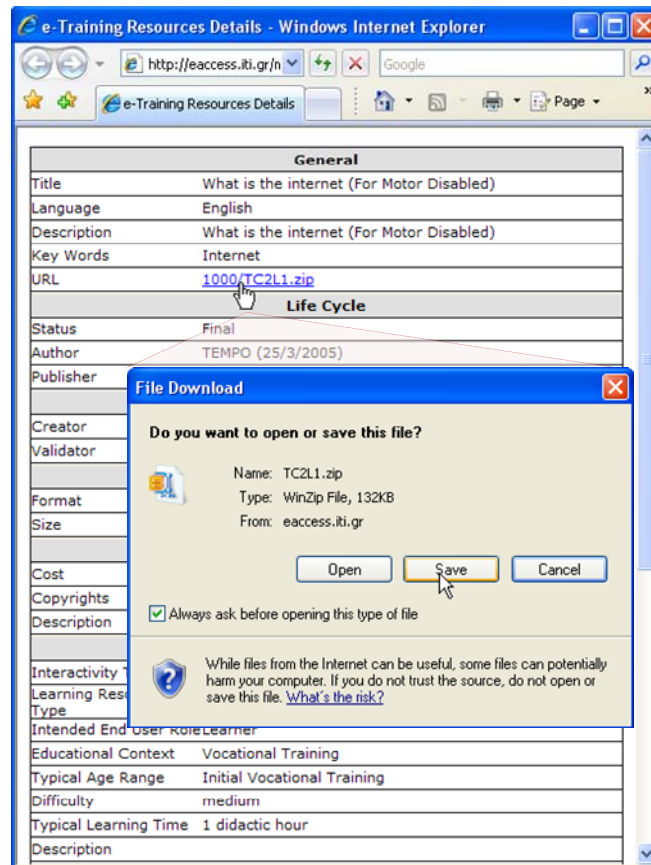 e-Training Resources Details - Windows Internet Explorer
http://eaccess.iti.gr/n
Google
e-Training Resources Details
Page
»
General
Title What is the internet (For Motor Disabled)
Language English
Description What is the internet (For Motor Disabled)
Key Words Internet
URL 1000/TC2L1.zip
Life Cycle
Status Final
Author TEMPO (25/3/2005)
Publisher
Creator
Validator
Format
Size
Cost
Copyrights
Description
Interactivity T
Learning Reso
Type
Intended End User Role Learner
Educational Context Vocational Training
Typical Age Range Initial Vocational Training
Difficulty medium
Typical Learning Time 1 didactic hour
Description
File Download
Do you want to open or save this file?
Name: TC2L1.zip
Type: WinZip File, 132KB
From: eaccess.iti.gr
Open Save Cancel
Always ask before opening this type of file
While files from the Internet can be useful, some files can potentially
harm your computer. If you do not trust the source, do not open or
save this file. What's the risk?